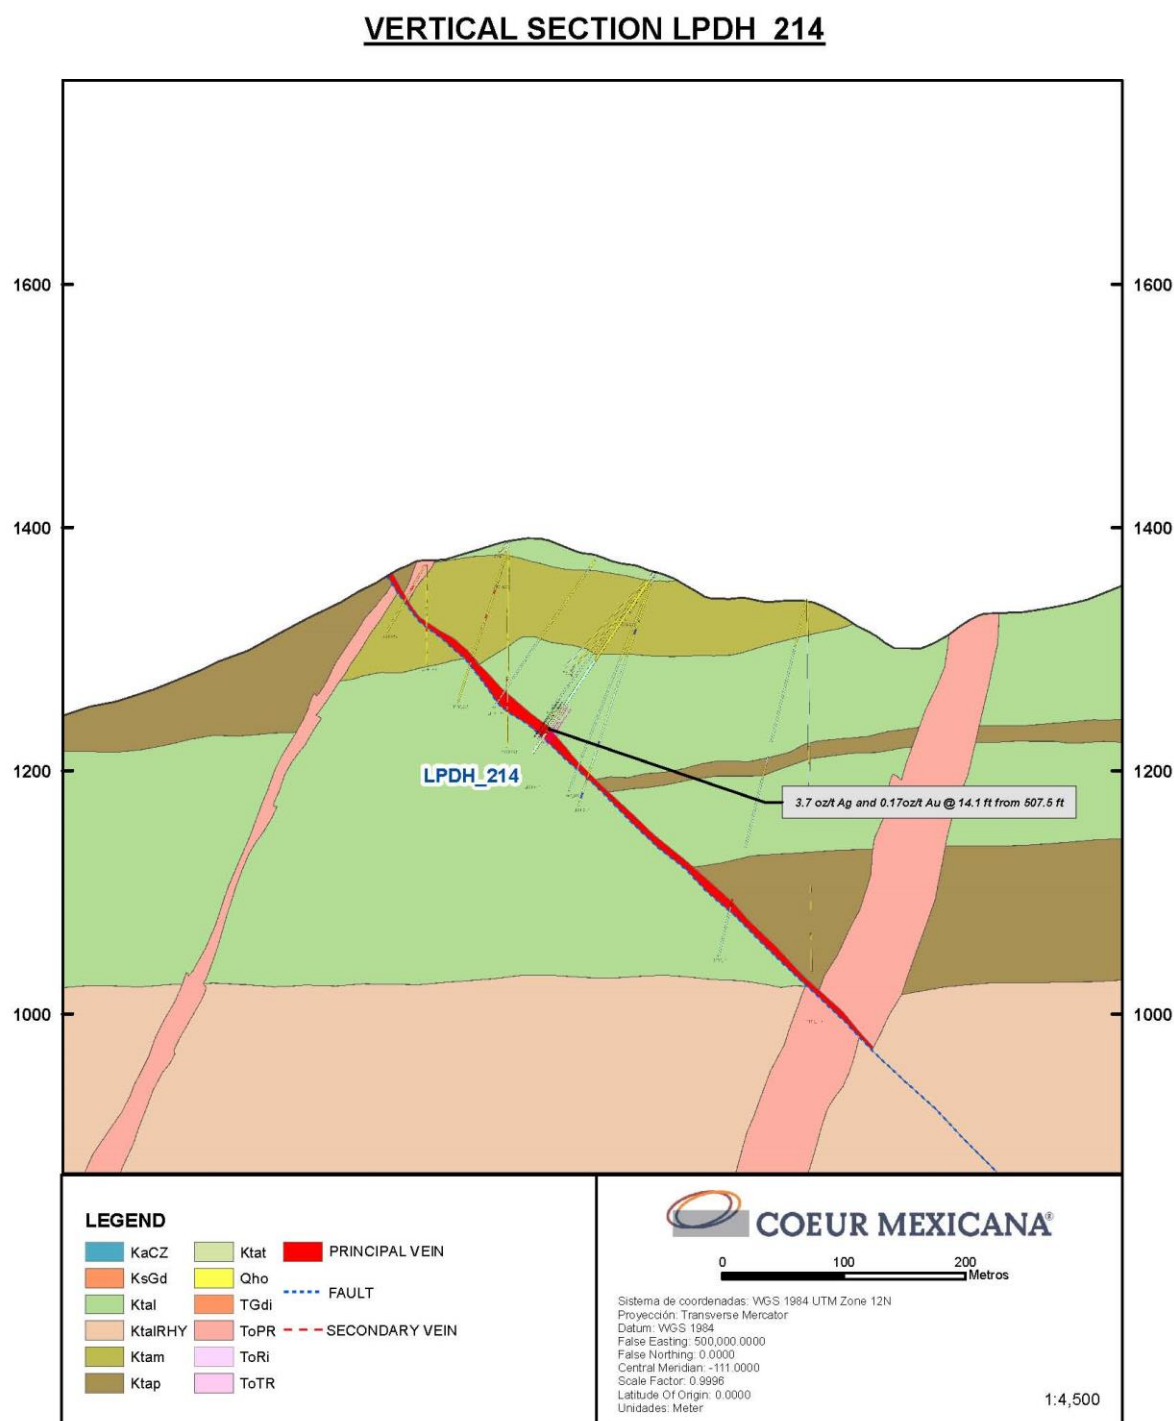 VERTICAL SECTION LPDH_214
1600 1600
1400 1400
1200 1200
1000 1000
LPDH_214
3.7 oz/t Ag and 0.17oz/t Au @ 14.1 ft from 507.5 ft
LEGEND
KaCZ
KsGd
Ktal
KtalRHY
Ktam
Ktap
Ktat
Qho
TGdi
ToPR
ToRi
ToTR
PRINCIPAL VEIN
FAULT
SECONDARY VEIN
COEUR MEXICANA®
0 100 200
Metros
Sistema de coordenadas: WGS 1984 UTM Zone 12N
Proyección: Transverse Mercator
Datum: WGS 1984
False Easting: 500,000.0000
False Northing: 0.0000
Central Meridian: -111.0000
Scale Factor: 0.9996
Latitude Of Origin: 0.0000
Unidades: Meter
1:4,500